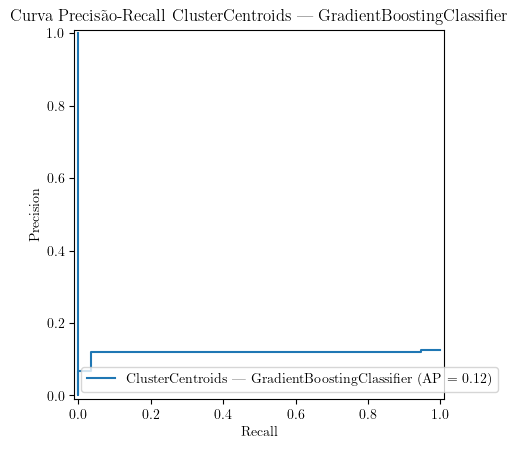 Curva Precisão-Recall ClusterCentroids — GradientBoostingClassifier
1.0
0.8
0.6
0.4
0.2
0.0
Precision
ClusterCentroids — GradientBoostingClassifier (AP = 0.12)
0.0 0.2 0.4 0.6 0.8 1.0
Recall